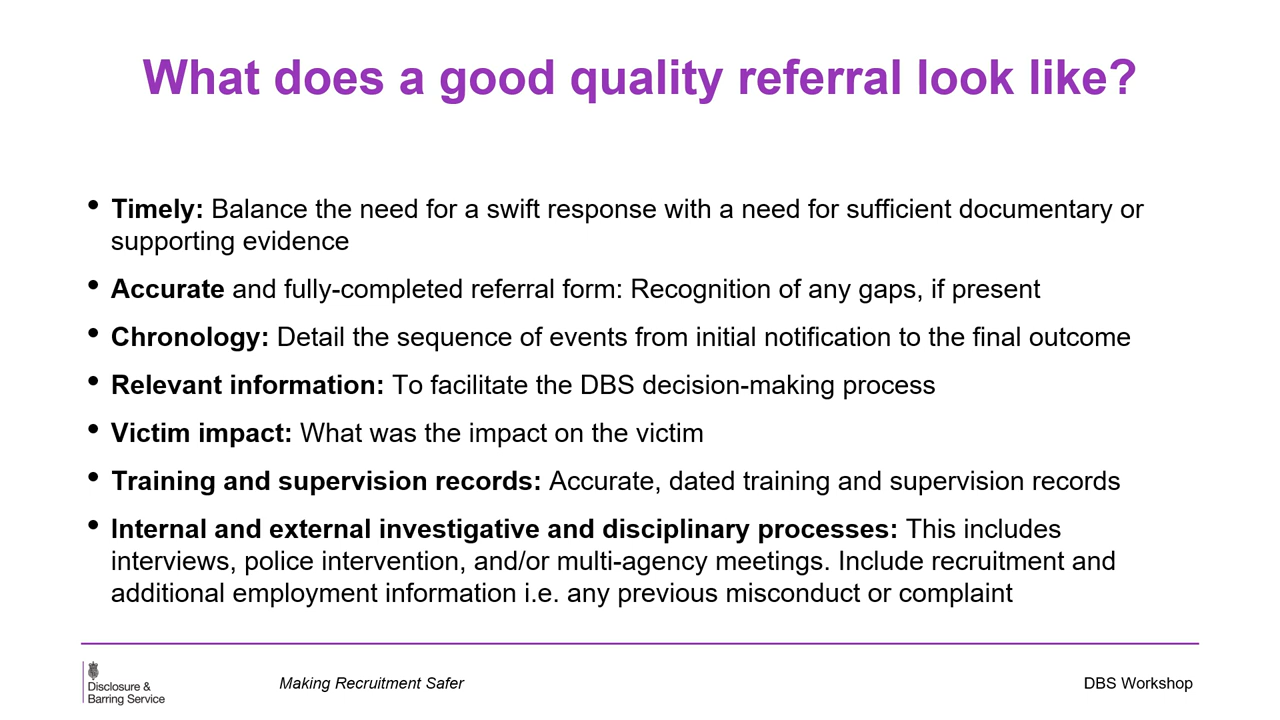 What does a good quality referral look like?
• Timely: Balance the need for a swift response with a need for sufficient documentary or
supporting evidence
• Accurate and fully-completed referral form: Recognition of any gaps, if present
• Chronology: Detail the sequence of events from initial notification to the final outcome
• Relevant information: To facilitate the DBS decision-making process
• Victim impact: What was the impact on the victim
• Training and supervision records: Accurate, dated training and supervision records
• Internal and external investigative and disciplinary processes: This includes
interviews, police intervention, and/or multi-agency meetings. Include recruitment and
additional employment information i.e. any previous misconduct or complaint
Disclosure &
Barring Service
Making Recruitment Safer
DBS Workshop